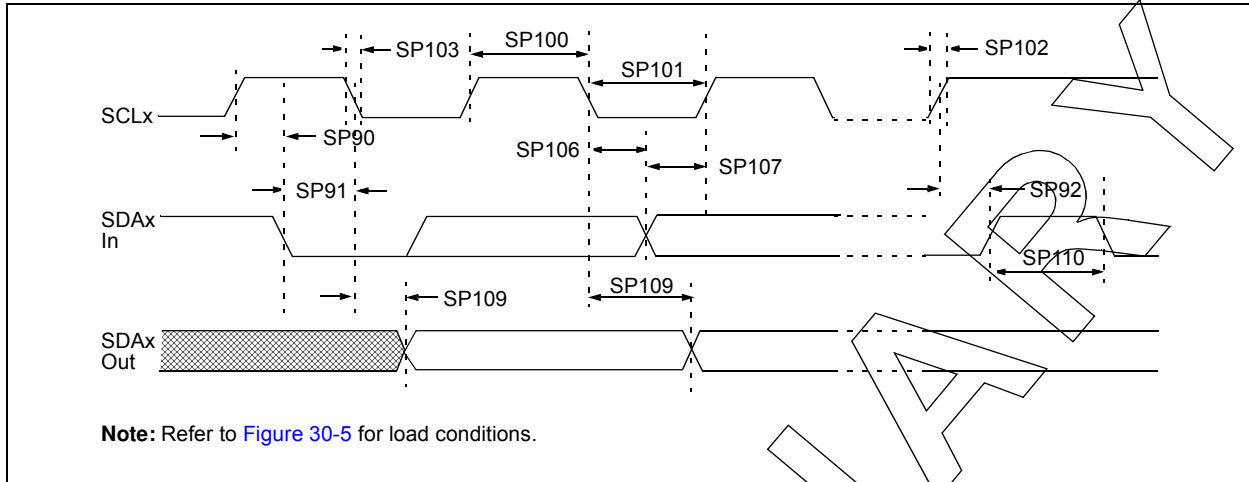 SP103
SP100
SP102
SP101
SCLx
SP90
SP106
SP107
SP91
SP92
SDAx
In
SP110
SP109
SP109
SDAx
Out
Note: Refer to Figure 30-5 for load conditions.